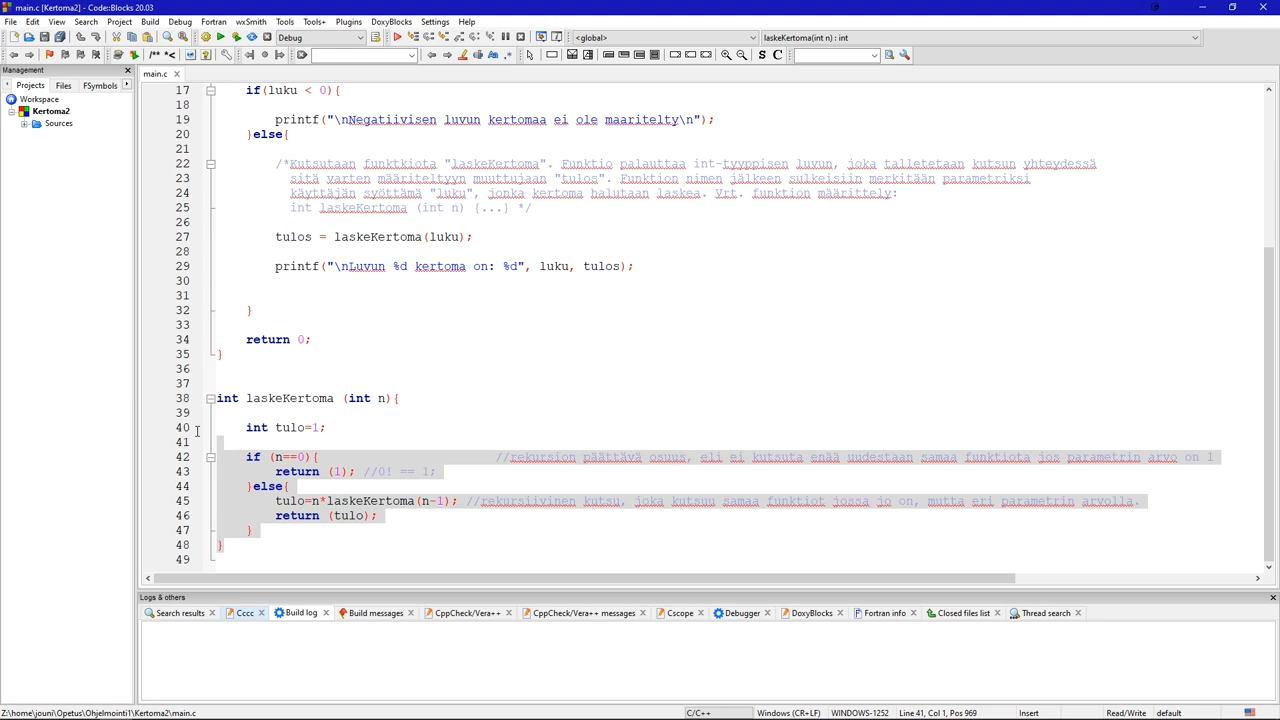 main.c [Kertoma2] - Code::Blocks 20.03
File Edit View Search Project Build Debug Fortran wxSmith Tools Tools+ Plugins DoxyBlocks Settings Help
Debug <global> laskeKertoma(int n) : int
/** *< S C
Management
Projects Files FSymbols
Workspace
Kertoma2
Sources
main.c
17 if(luku < 0){
18
19 printf("\nNegatiivisen luvun kertomaa ei ole maaritelty\n");
20 }else{
21
22 /*Kutsutaan funktkiota "laskeKertoma". Funktio palauttaa int-tyyppisen luvun, joka talletetaan kutsun yhteydessä
23 sitä varten määriteltyyn muuttujaan "tulos". Funktion nimen jälkeen sulkeisiin merkitään parametriksi
24 käyttäjän syöttämä "luku", jonka kertoma halutaan laskea. Vrt. funktion määrittely:
25 int laskeKertoma (int n) {...} */
26
27 tulos = laskeKertoma(luku);
28
29 printf("\nLuvun %d kertoma on: %d", luku, tulos);
30
31
32 }
33
34 return 0;
35 }
36
37
38 int laskeKertoma (int n){
39
40 int tulo=1;
41
42 if (n==0){ //rekursion päättävä osuus, eli ei kutsuta enää uudestaan samaa funktiota jos parametrin arvo on 1
43 return (1); //0! == 1;
44 }else{
45 tulo=n*laskeKertoma(n-1); //rekursiivinen kutsu, joka kutsuu samaa funktiot jossa jo on, mutta eri parametrin arvolla.
46 return (tulo);
47 }
48 }
49
Logs & others
Search results Cccc Build log Build messages CppCheck/Vera++ CppCheck/Vera++ messages Cscope Debugger DoxyBlocks Fortran info Closed files list Thread search
Z:\home\jouni\Opetus\Ohjelmointi1\Kertoma2\main.c C/C++ Windows (CR+LF) WINDOWS-1252 Line 41, Col 1, Pos 969 Insert Read/Write default